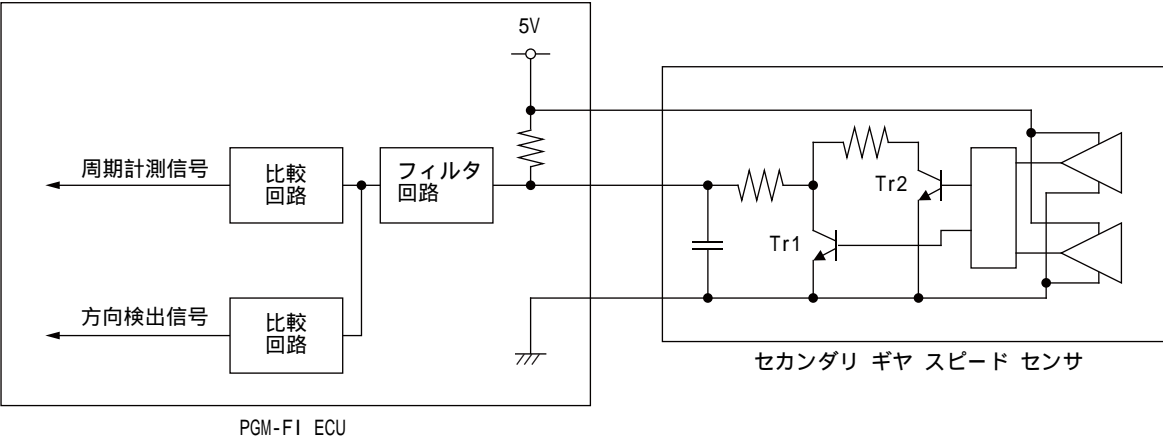 5V
周期計測信号
比較
回路
フィルタ
回路
Tr2
Tr1
方向検出信号
比較
回路
セカンダリ ギヤ スピード センサ
PGM-FI ECU